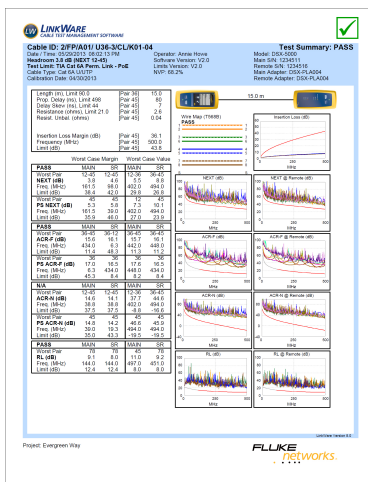 LINKWARE
CABLE TEST MANAGEMENT SOFTWARE
Cable ID: 2/FP/A01/ U36-3/CL/K01-04 Test Summary: PASS
Date / Time: 05/29/2013 08:02:13 PM Operator: Annie Howe Model: DSX-5000
Headroom 3.8 dB (NEXT 12-45) Software Version: V2.0 Main S/N: 1234511
Test Limit: TIA Cat 6A Perm. Link - PoE Limits Version: V2.0 Remote S/N: 1234516
Cable Type: Cat 6A U/UTP NVP: 68.2% Main Adapter: DSX-PLA004
Calibration Date: 04/30/2013 Remote Adapter: DSX-PLA004
Length (m), Limit 90.0 [Pair 36] 15.0
Prop. Delay (ns), Limit 498 [Pair 45] 80
Delay Skew (ns), Limit 44 [Pair 45] 7
Resistance (ohms), Limit 21.0 [Pair 45] 2.6
Resist. Unbal. (ohms) [Pair 45] 0.04
Insertion Loss Margin (dB) [Pair 45] 36.1
Frequency (MHz) [Pair 45] 500.0
Limit (dB) [Pair 45] 43.8
15.0 m
Wire Map (T568B)
PASS
Insertion Loss (dB)
Worst Case Margin Worst Case Value
PASS MAIN SR MAIN SR
Worst Pair 12-45 12-45 12-36 36-45
NEXT (dB) 3.8 4.6 5.5 8.8
Freq. (MHz) 161.5 98.0 402.0 494.0
Limit (dB) 38.4 42.0 29.8 26.8
Worst Pair 45 45 12 45
PS NEXT (dB) 5.3 5.8 7.3 10.1
Freq. (MHz) 161.5 39.0 402.0 494.0
Limit (dB) 35.9 46.0 27.0 23.9
PASS MAIN SR MAIN SR
Worst Pair 36-45 36-12 36-45 36-45
ACR-F (dB) 15.6 16.1 15.7 16.1
Freq. (MHz) 434.0 6.3 442.0 448.0
Limit (dB) 11.4 48.3 11.3 11.2
Worst Pair 36 36 36 36
PS ACR-F (dB) 17.0 16.5 17.6 16.5
Freq. (MHz) 6.3 434.0 448.0 434.0
Limit (dB) 45.3 8.4 8.2 8.4
N/A MAIN SR MAIN SR
Worst Pair 12-45 12-45 12-36 36-45
ACR-N (dB) 14.6 14.1 37.7 44.6
Freq. (MHz) 38.8 38.8 402.0 494.0
Limit (dB) 37.5 37.5 -8.8 -16.6
Worst Pair 45 45 45 45
PS ACR-N (dB) 14.8 14.2 46.6 45.9
Freq. (MHz) 39.0 19.3 494.0 494.0
Limit (dB) 35.0 43.3 -19.5 -19.5
PASS MAIN SR MAIN SR
Worst Pair 78 78 45 78
RL (dB) 9.1 8.0 11.0 9.2
Freq. (MHz) 144.0 144.0 497.0 451.0
Limit (dB) 12.4 12.4 8.0 8.0
NEXT (dB) NEXT @ Remote (dB)
ACR-F (dB) ACR-F @ Remote (dB)
ACR-N (dB) ACR-N @ Remote (dB)
RL (dB) RL @ Remote (dB)
Project: Evergreen Way
FLUKE
networks.